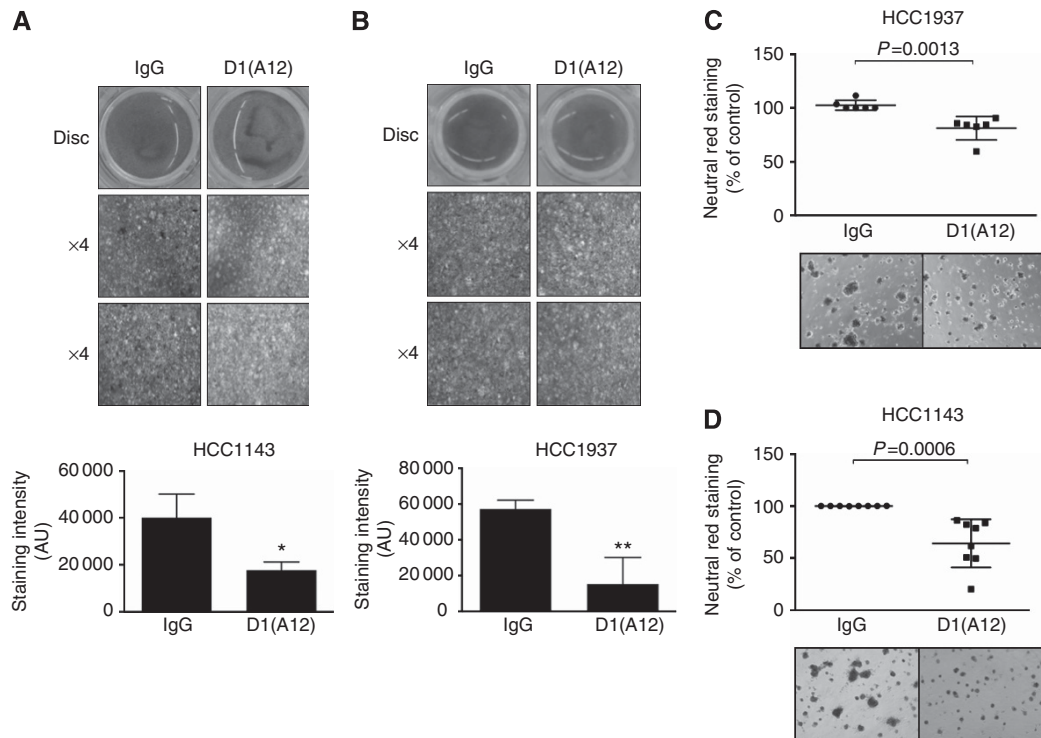 A
IgG
D1(A12)
Disc
×4
×4
HCC1143
Staining intensity
(AU)
60 000
40 000
20 000
0
*
IgG
D1(A12)
B
IgG
D1(A12)
Disc
×4
×4
HCC1937
Staining intensity
(AU)
80 000
60 000
40 000
20 000
0
**
IgG
D1(A12)
C
HCC1937
P=0.0013
Neutral red staining
(% of control)
150
100
50
0
IgG
D1(A12)
D
HCC1143
P=0.0006
Neutral red staining
(% of control)
150
100
50
0
IgG
D1(A12)